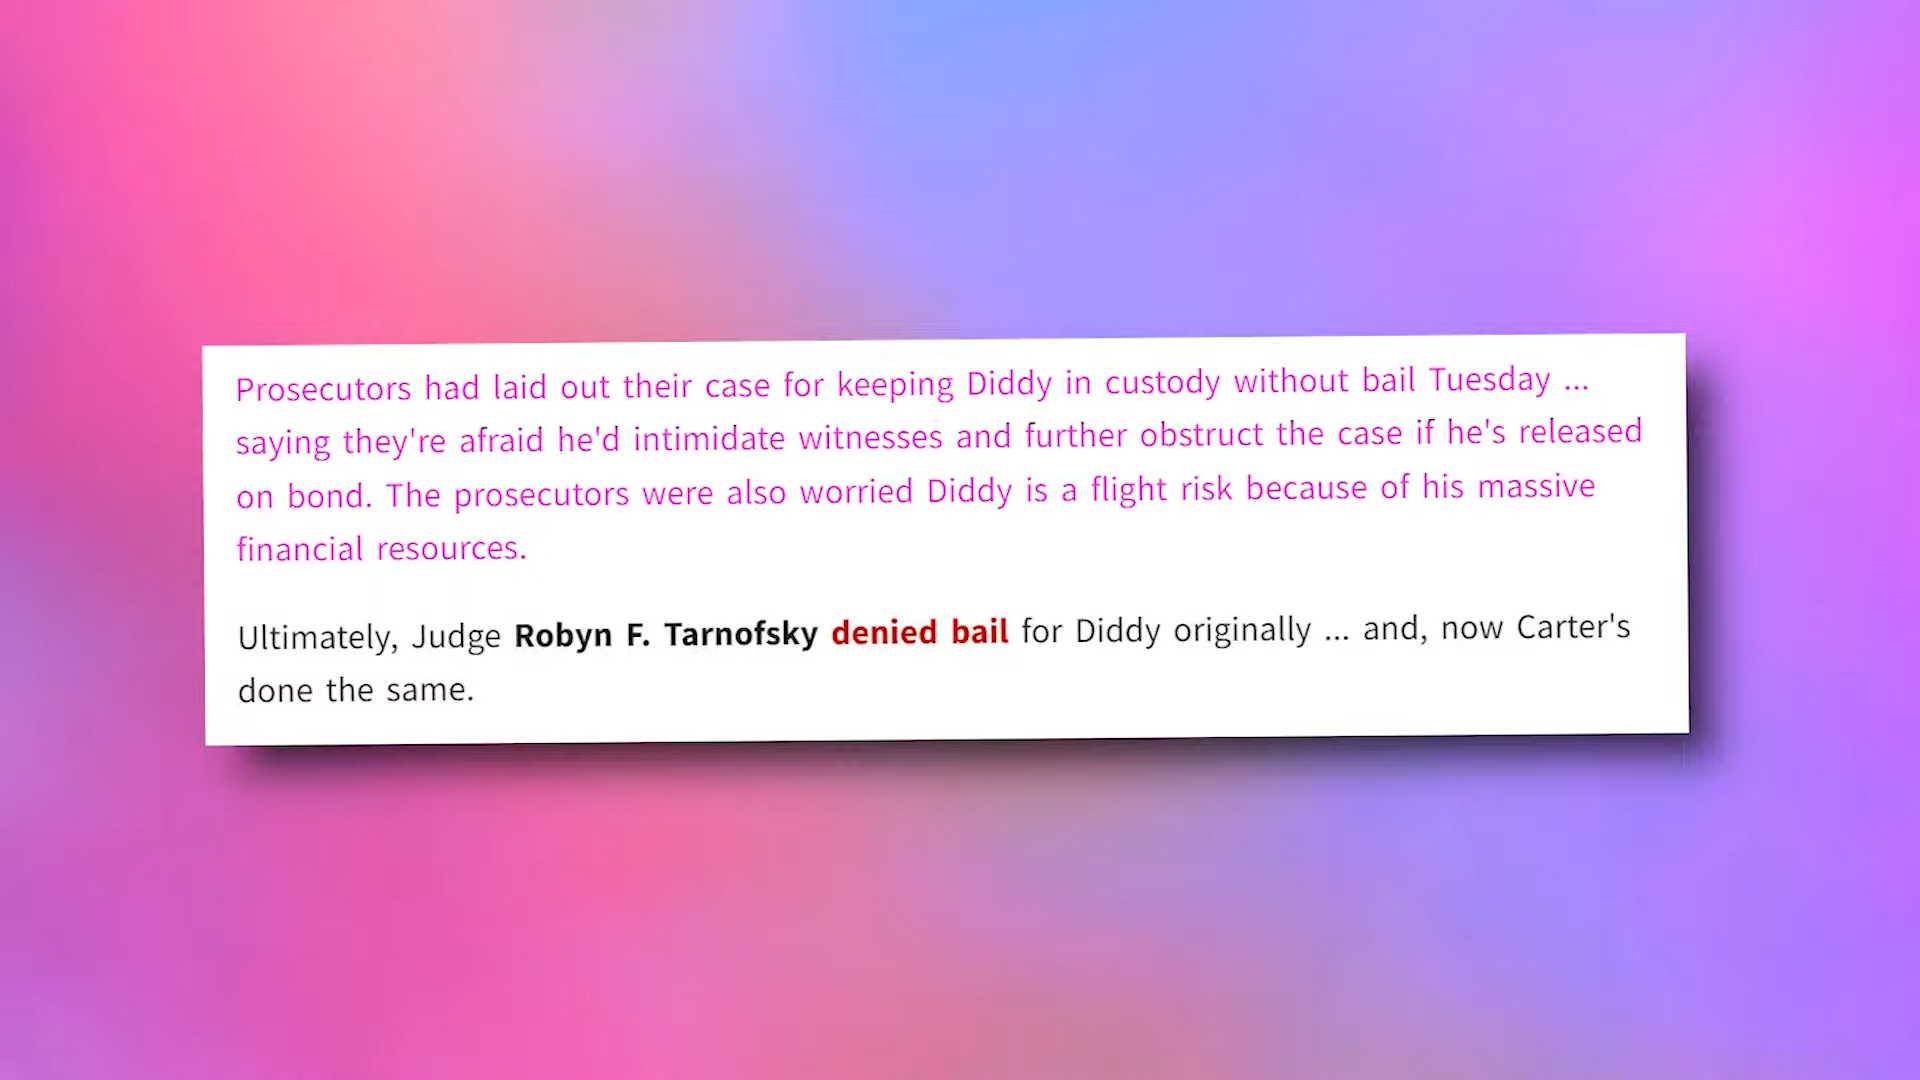 Prosecutors had laid out their case for keeping Diddy in custody without bail Tuesday ...
saying they're afraid he'd intimidate witnesses and further obstruct the case if he's released
on bond. The prosecutors were also worried Diddy is a flight risk because of his massive
financial resources.
Ultimately, Judge Robyn F. Tarnofsky denied bail for Diddy originally ... and, now Carter's
done the same.